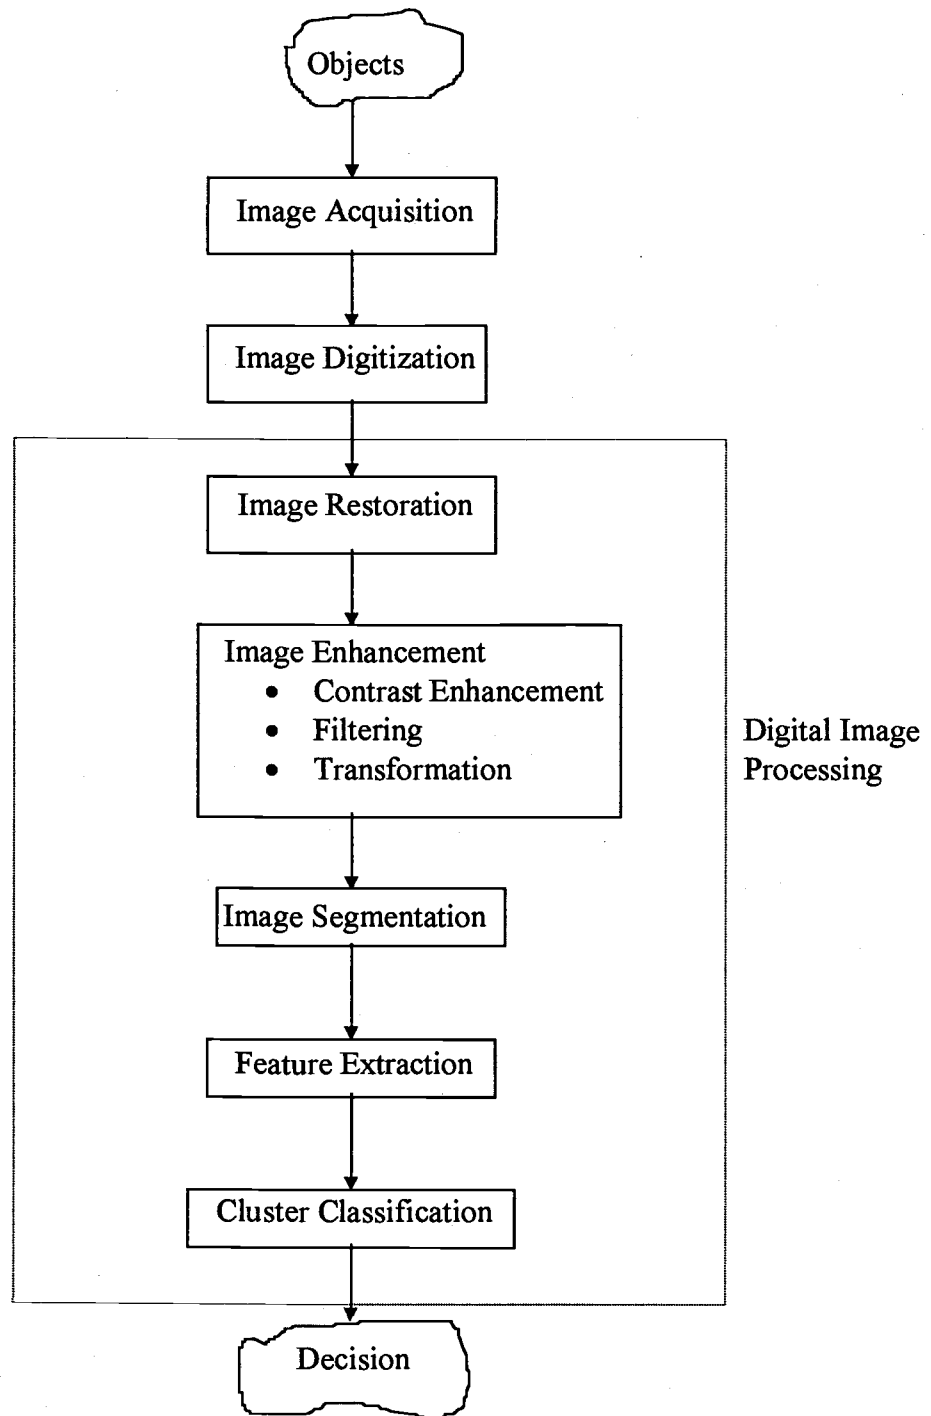 Objects
Image Acquisition
Image Digitization
Image Restoration
Image Enhancement
• Contrast Enhancement
• Filtering
• Transformation
Digital Image
Processing
Image Segmentation
Feature Extraction
Cluster Classification
Decision